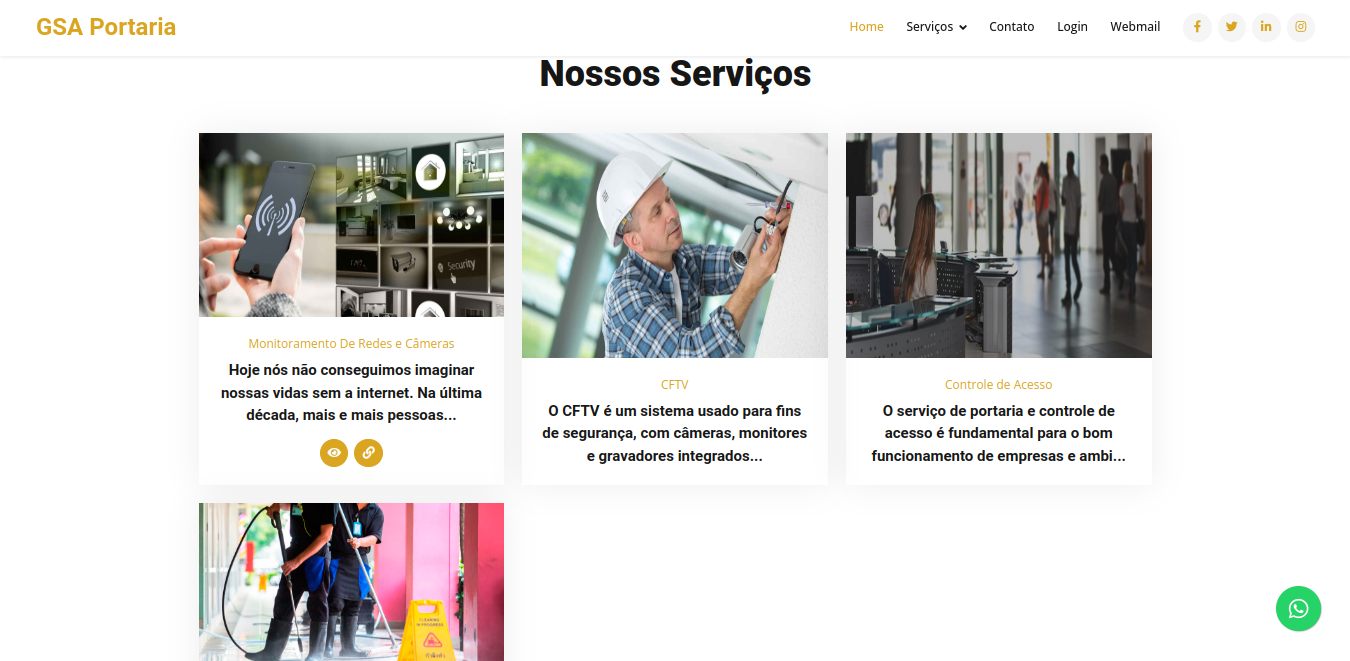 GSA Portaria
Home Serviços Contato Login Webmail
Nossos Serviços
Security
Monitoramento De Redes e Câmeras
Hoje nós não conseguimos imaginar
nossas vidas sem a internet. Na última
década, mais e mais pessoas...
CFTV
O CFTV é um sistema usado para fins
de segurança, com câmeras, monitores
e gravadores integrados...
Controle de Acesso
O serviço de portaria e controle de
acesso é fundamental para o bom
funcionamento de empresas e ambi...
CLEANING
IN PROGRESS